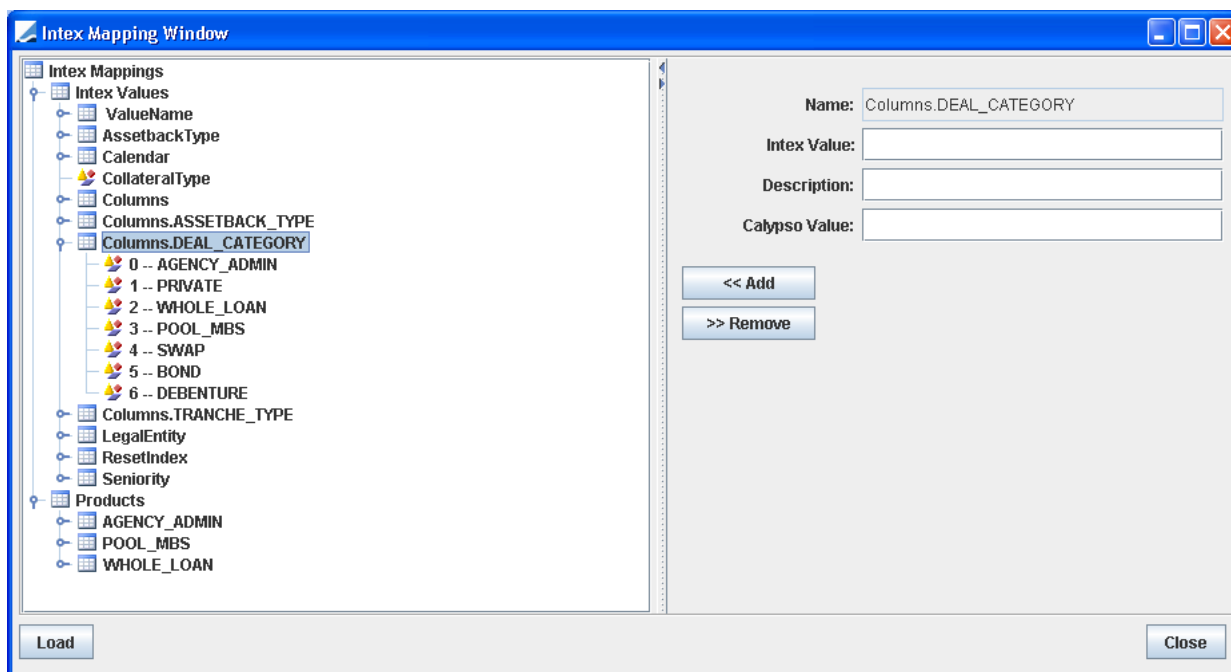 Intex Mapping Window
Intex Mappings
Intex Values
ValueName
AssetbackType
Calendar
CollateralType
Columns
Columns.ASSETBACK_TYPE
Columns.DEAL_CATEGORY
0 -- AGENCY_ADMIN
1 -- PRIVATE
2 -- WHOLE_LOAN
3 -- POOL_MBS
4 -- SWAP
5 -- BOND
6 -- DEBENTURE
Columns.TRANCHE_TYPE
LegalEntity
ResetIndex
Seniority
Products
AGENCY_ADMIN
POOL_MBS
WHOLE_LOAN
Name: Columns.DEAL_CATEGORY
Intex Value:
Description:
Calypso Value:
<< Add
>> Remove
Load
Close